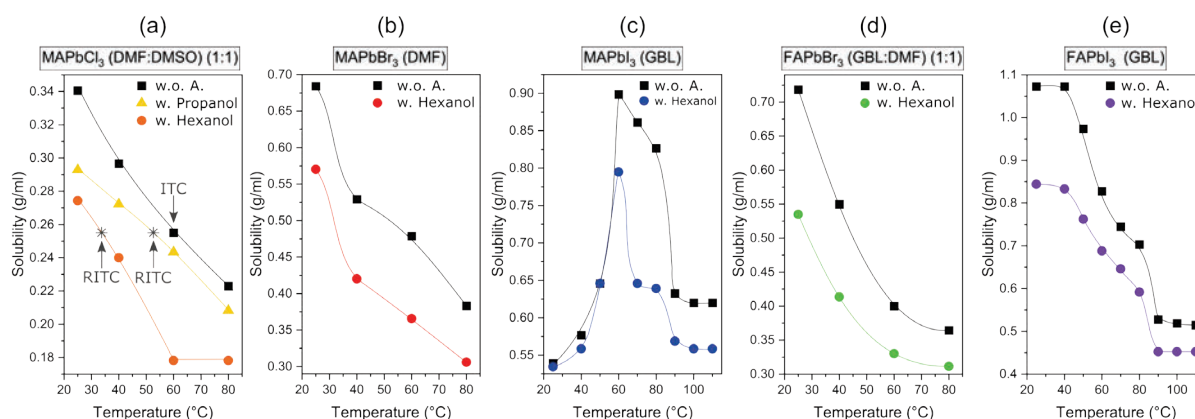 (a)
MAPbCl₃ (DMF:DMSO) (1:1)
w.o. A.
w. Propanol
w. Hexanol
ITC
RITC
RITC
Solubility (g/ml)
0.34
0.30
0.28
0.26
0.24
0.22
0.20
0.18
20 30 40 50 60 70 80
Temperature (°C)
(b)
MAPbBr₃ (DMF)
w.o. A.
w. Hexanol
Solubility (g/ml)
0.70
0.65
0.60
0.55
0.50
0.45
0.40
0.35
0.30
20 30 40 50 60 70 80
Temperature (°C)
(c)
MAPbI₃ (GBL)
w.o. A.
w. Hexanol
Solubility (g/ml)
0.90
0.85
0.80
0.75
0.67
0.60
0.55
20 40 60 80 100
Temperature (°C)
(d)
FAPbBr₃ (GBL:DMF) (1:1)
w.o. A.
w. Hexanol
Solubility (g/ml)
0.70
0.65
0.60
0.55
0.50
0.45
0.40
0.35
0.30
20 30 40 50 60 70 80
Temperature (°C)
(e)
FAPbI₃ (GBL)
w.o. A.
w. Hexanol
Solubility (g/ml)
1.1
1.0
0.9
0.8
0.7
0.6
0.5
0.4
20 40 60 80 100
Temperature (°C)